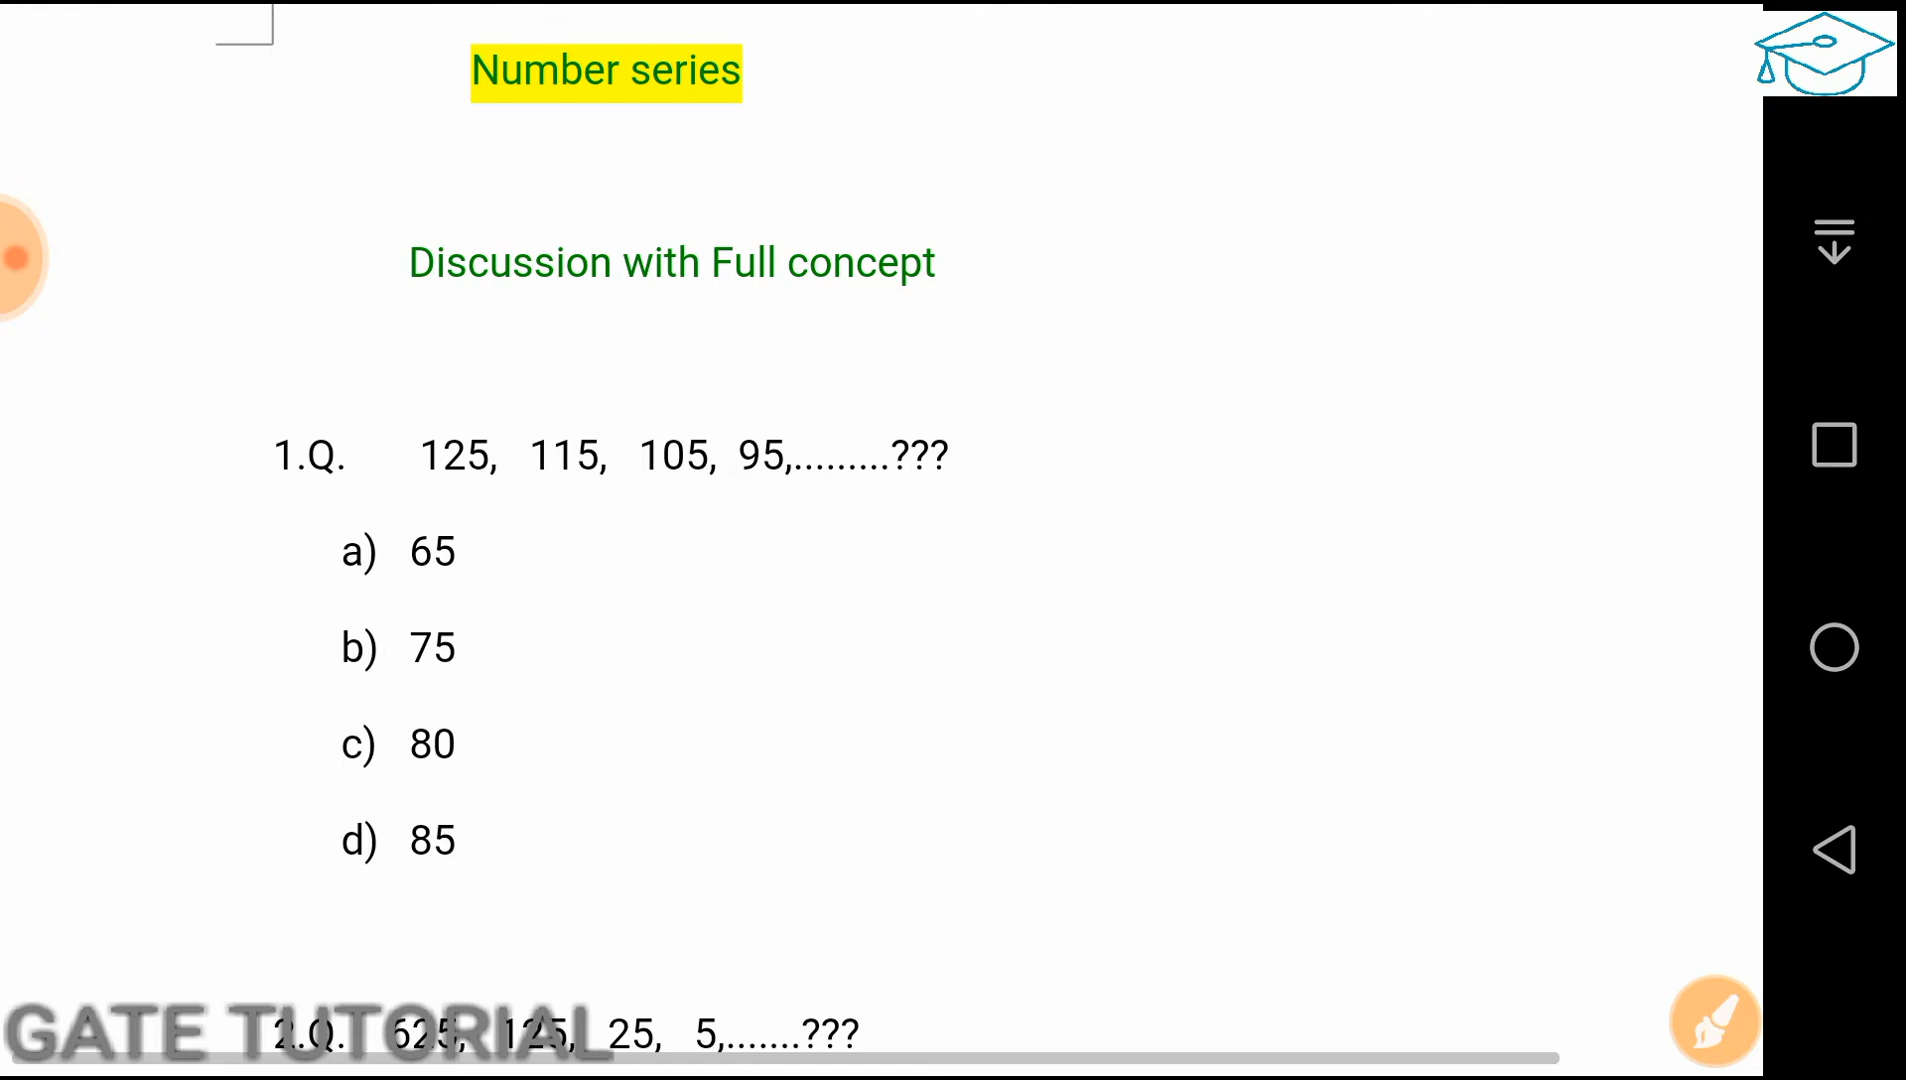 Number series
Discussion with Full concept
1.Q. 125, 115, 105, 95,.........???
a) 65
b) 75
c) 80
d) 85
GATE TUTORIAL
2.Q. 625, 125, 25, 5,.......???